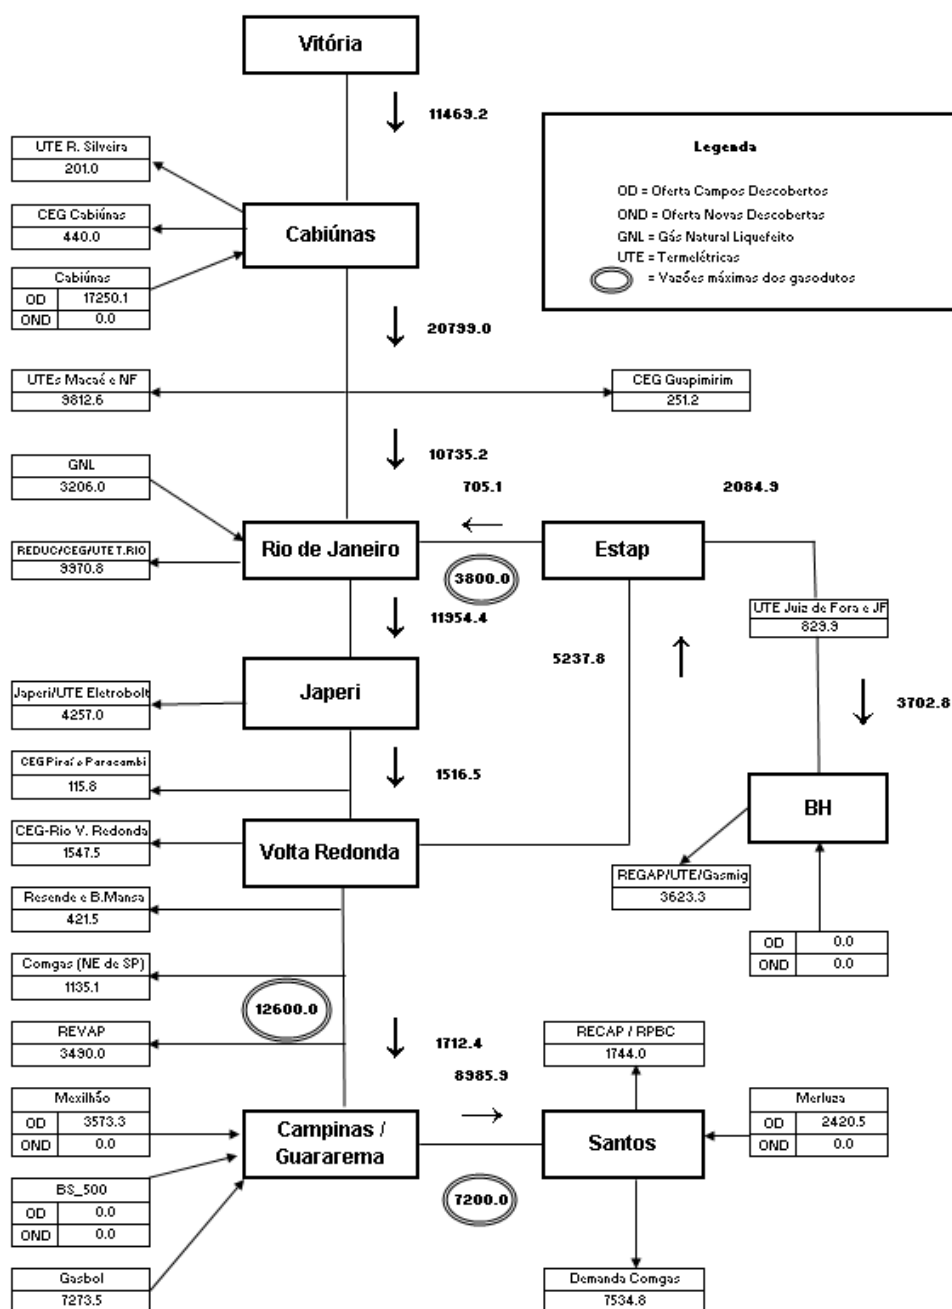 Vitória
11469.2
Legenda
OD = Oferta Campos Descobertos
OND = Oferta Novas Descobertas
GNL = Gás Natural Liquefeito
UTE = Termelétricas
= Vazões máximas dos gasodutos
UTE R. Silveira
201.0
CEG Cabiúnas
440.0
Cabiúnas
Cabiúnas
OD 17250.1
OND 0.0
20799.0
UTEs Macaé e NF
9812.6
CEG Guapimirim
251.2
10735.2
GNL
3206.0
705.1
2084.9
REDUC/CEG/UTE T.RIO
9970.8
Rio de Janeiro
Estap
3800.0
11954.4
UTE Juiz de Fora e JF
829.9
5237.8
Japeri
Japeri/UTE Eletrobolt
4257.0
3702.8
CEG Piraí e Paracambi
115.8
1516.5
BH
CEG-Rio V. Redonda
1547.5
Volta Redonda
REGAP/UTE/Gasmig
3623.3
Resende e B.Mansa
421.5
OD 0.0
OND 0.0
Comgas (NE de SP)
1135.1
12600.0
REVAP
3490.0
1712.4
RECAP / RPBC
1744.0
8985.9
Mexilhão
OD 3573.3
OND 0.0
Campinas /
Guararema
Santos
Merluza
OD 2420.5
OND 0.0
BS_500
OD 0.0
OND 0.0
7200.0
Gasbol
7273.5
Demanda Comgas
7534.8